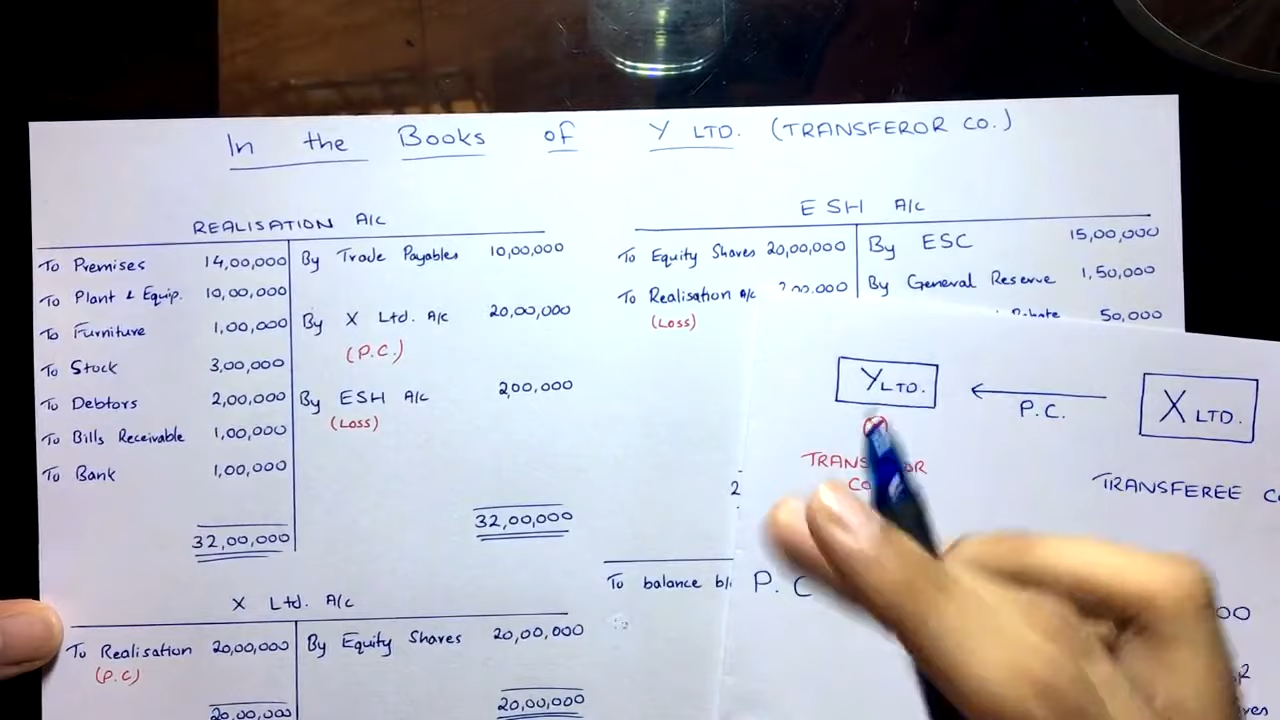 In the Books of Y LTD. (TRANSFEROR CO.)
REALISATION A/c
To Premises 14,00,000 By Trade Payables 10,00,000
To Plant & Equip. 10,00,000
To Furniture 1,00,000 By X Ltd. A/c 20,00,000
(P.C.)
To Stock 3,00,000
To Debtors 2,00,000 By ESH A/c 2,00,000
(Loss)
To Bills Receivable 1,00,000
To Bank 1,00,000
32,00,000 32,00,000
X Ltd. A/c
To Realisation 20,00,000 By Equity Shares 20,00,000
(P.C)
20,00,000 20,00,000
ESH A/c
To Equity Shares 20,00,000 By ESC 15,00,000
To Realisation A/c By General Reserve 1,50,000
(Loss)
50,000
To balance b/
Y LTD. P.C. X LTD.
TRANSFEREE
P. C